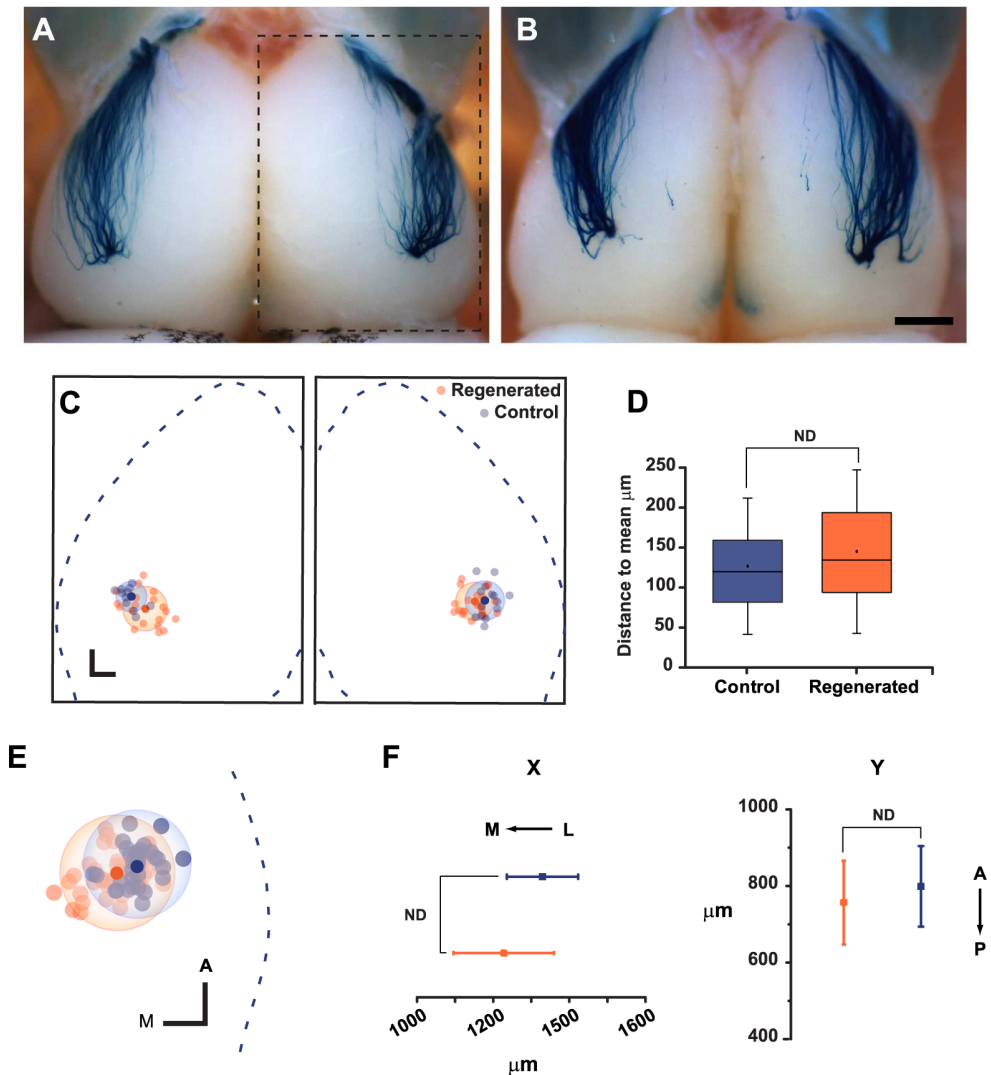 A
B
C
Regenerated
Control
D
ND
Distance to mean μm
250
200
150
100
50
0
Control
Regenerated
E
A
M
F
X
M
L
ND
1000
1200
1500
1600
μm
Y
1000
800
600
400
μm
ND
A
P